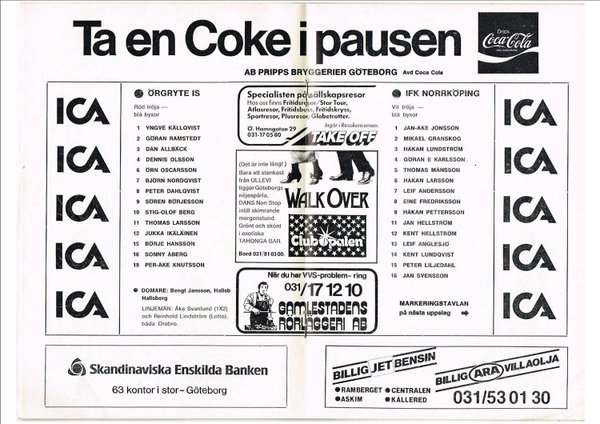 Ta en Coke i pausen
Drick
Coca-Cola
AB PRIPPS BRYGGERIER GÖTEBORG Avd Coca Cola
ICA
ICA
ICA
ICA
ICA
ÖRGRYTE IS
Röd tröja —
blå byxor
1 YNGVE KÄLLQVIST
2 GÖRAN RAMSTEDT
3 DAN ALLBÄCK
4 DENNIS OLSSON
6 ÖRN OSCARSSON
7 BJÖRN NORDQVIST
8 PETER DAHLQVIST
9 SÖREN BÖRJESSON
10 STIG-OLOF BERG
11 THOMAS LARSSON
12 JUKKA IKÄLÄINEN
15 BÖRJE HANSSON
16 SONNY ÅBERG
19 PER-ÅKE KNUTSSON
DOMARE: Bengt Jansson, Hallsb
Hallsberg
LINJEMÄN: Åke Svanlund (1X2)
och Reinhold Lindström (Lotto),
båda Örebro.
Specialisten på sällskapsresor
Hos oss finns Fritidsresor/Star Tour,
Atlasresor, Fritidsbuss, Fritidskryss,
Sportresor, Plusresor, Globetrotter.
Ingår i Resokoncernen.
Ö. Hamngatan 29
031-17 05 80
TAKE OFF
(Det är inte långt)
Bara ett stenkast
från ULLEVI
ligger Göteborgs
nöjespärla,
DANS Non Stop
intill skimrande
morgonstund.
Grönt och skönt
i exotiska
TAHONGA BAR.
Bord 031/81 03 00.
WALK OVER
Club Opalen
När du har VVS-problem - ring
031/17 12 10
GAMLESTADENS
RÖRLÄGGERI AB
IFK NORRKÖPING
Vit tröja —
blå byxor
1 JAN-ÅKE JONSSON
2 MIKAEL GRANSKOG
3 HÅKAN LUNDSTRÖM
4 GÖRAN E KARLSSON
5 THOMAS MÅNSSON
6 HÅKAN LARSSON
7 LEIF ANDERSSON
8 EINE FREDRIKSSON
9 HÅKAN PETTERSSON
11 JAN HELLSTRÖM
12 KENT HELLSTRÖM
13 LEIF ANGLESJÖ
14 KENT LUNDQVIST
15 PETER LILJEDAHL
16 JAN SVENSSON
MARKERINGSTAVLAN
på nästa uppslag
ICA
ICA
ICA
ICA
ICA
Skandinaviska Enskilda Banken
63 kontor i stor-Göteborg
BILLIG JET BENSIN
BILLIG ARA VILLAOLJA
RAMBERGET CENTRALEN
ASKIM KÅLLERED
031/53 01 30